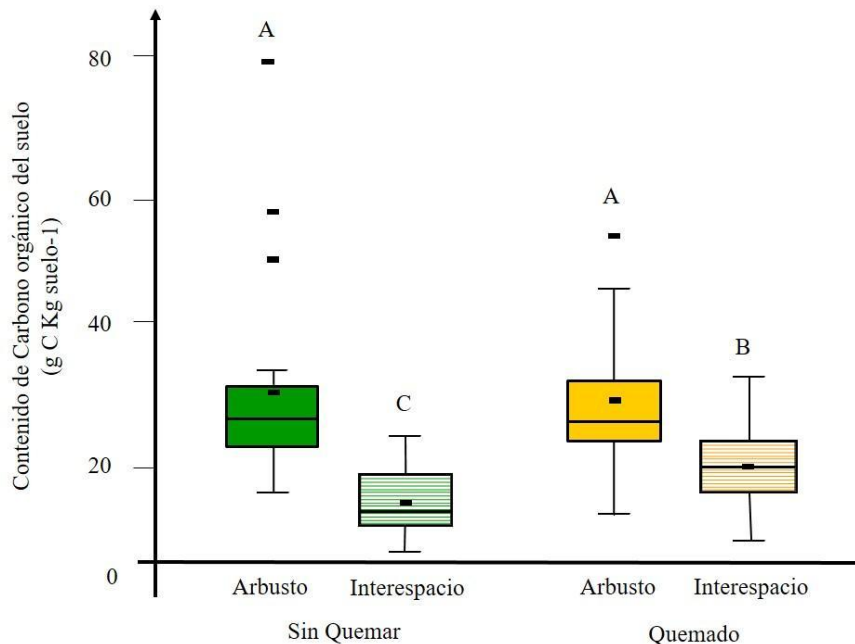 Contenido de Carbono orgánico del suelo
(g C Kg suelo-1)
80
60
40
20
0
A
C
A
B
Arbusto
Interespacio
Arbusto
Interespacio
Sin Quemar
Quemado